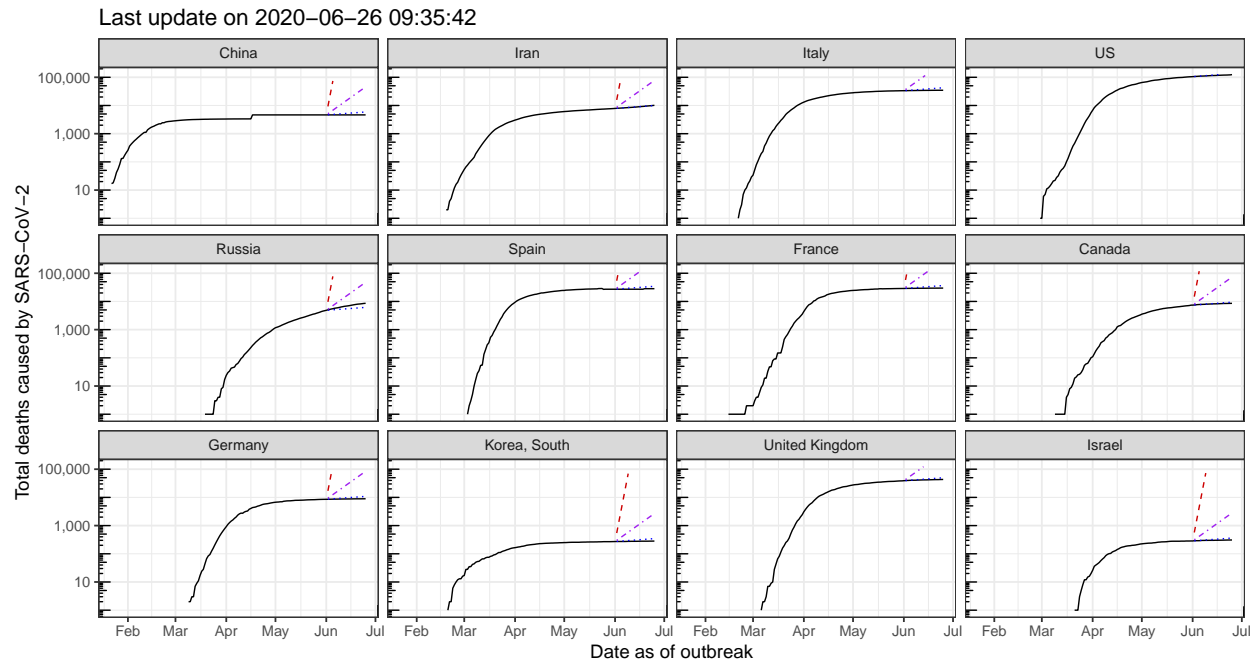 Last update on 2020−06−26 09:35:42
China Iran Italy US
100,000
1,000
10
Russia Spain France Canada
100,000
1,000
10
Germany Korea, South United Kingdom Israel
100,000
1,000
10
Feb Mar Apr May Jun Jul Feb Mar Apr May Jun Jul Feb Mar Apr May Jun Jul Feb Mar Apr May Jun Jul
Date as of outbreak
Total deaths caused by SARS−CoV−2